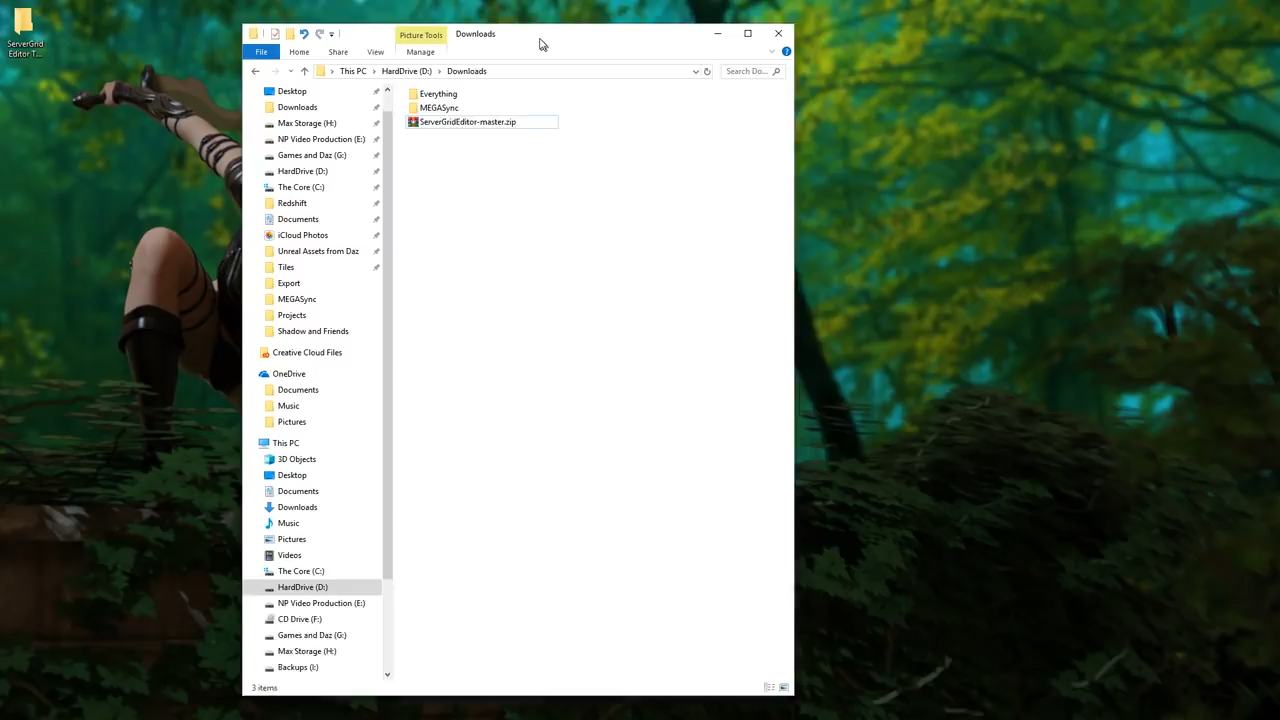 ServerGrid
Editor T...
Picture Tools
Downloads
File
Home
Share
View
Manage
This PC
HardDrive (D:)
Downloads
Search Do...
Desktop
Downloads
Max Storage (H:)
NP Video Production (E:)
Games and Daz (G:)
HardDrive (D:)
The Core (C:)
Redshift
Documents
iCloud Photos
Unreal Assets from Daz
Tiles
Export
MEGASync
Projects
Shadow and Friends
Creative Cloud Files
OneDrive
Documents
Music
Pictures
This PC
3D Objects
Desktop
Documents
Downloads
Music
Pictures
Videos
The Core (C:)
HardDrive (D:)
NP Video Production (E:)
CD Drive (F:)
Games and Daz (G:)
Max Storage (H:)
Backups (I:)
Everything
MEGASync
ServerGridEditor-master.zip
3 items